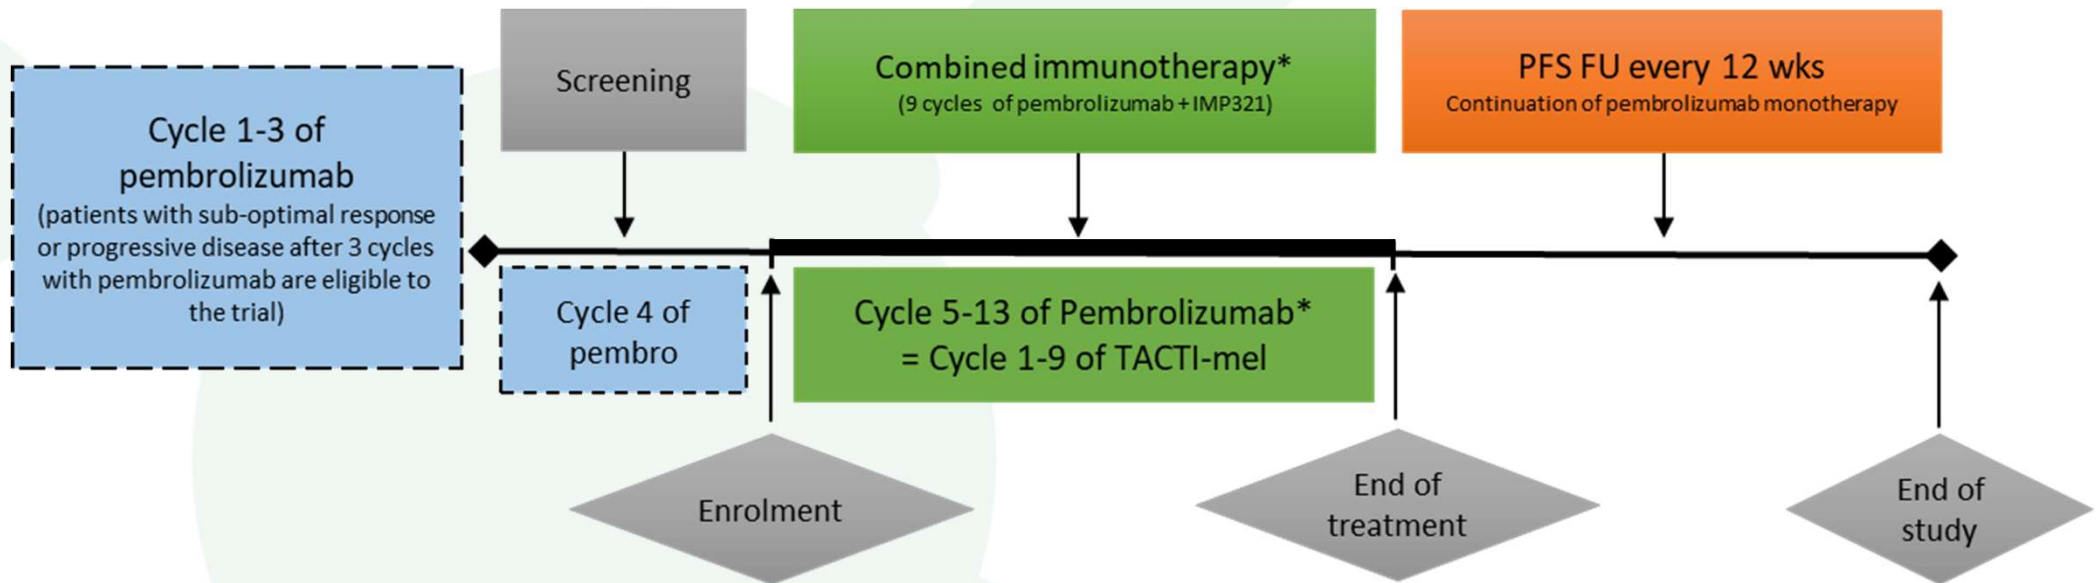 Cycle 1-3 of
pembrolizumab
(patients with sub-optimal response
or progressive disease after 3 cycles
with pembrolizumab are eligible to
the trial)
Screening
Cycle 4 of
pembro
Combined immunotherapy*
(9 cycles of pembrolizumab + IMP321)
Cycle 5-13 of Pembrolizumab*
= Cycle 1-9 of TACTI-mel
PFS FU every 12 wks
Continuation of pembrolizumab monotherapy
Enrolment
End of
treatment
End of
study